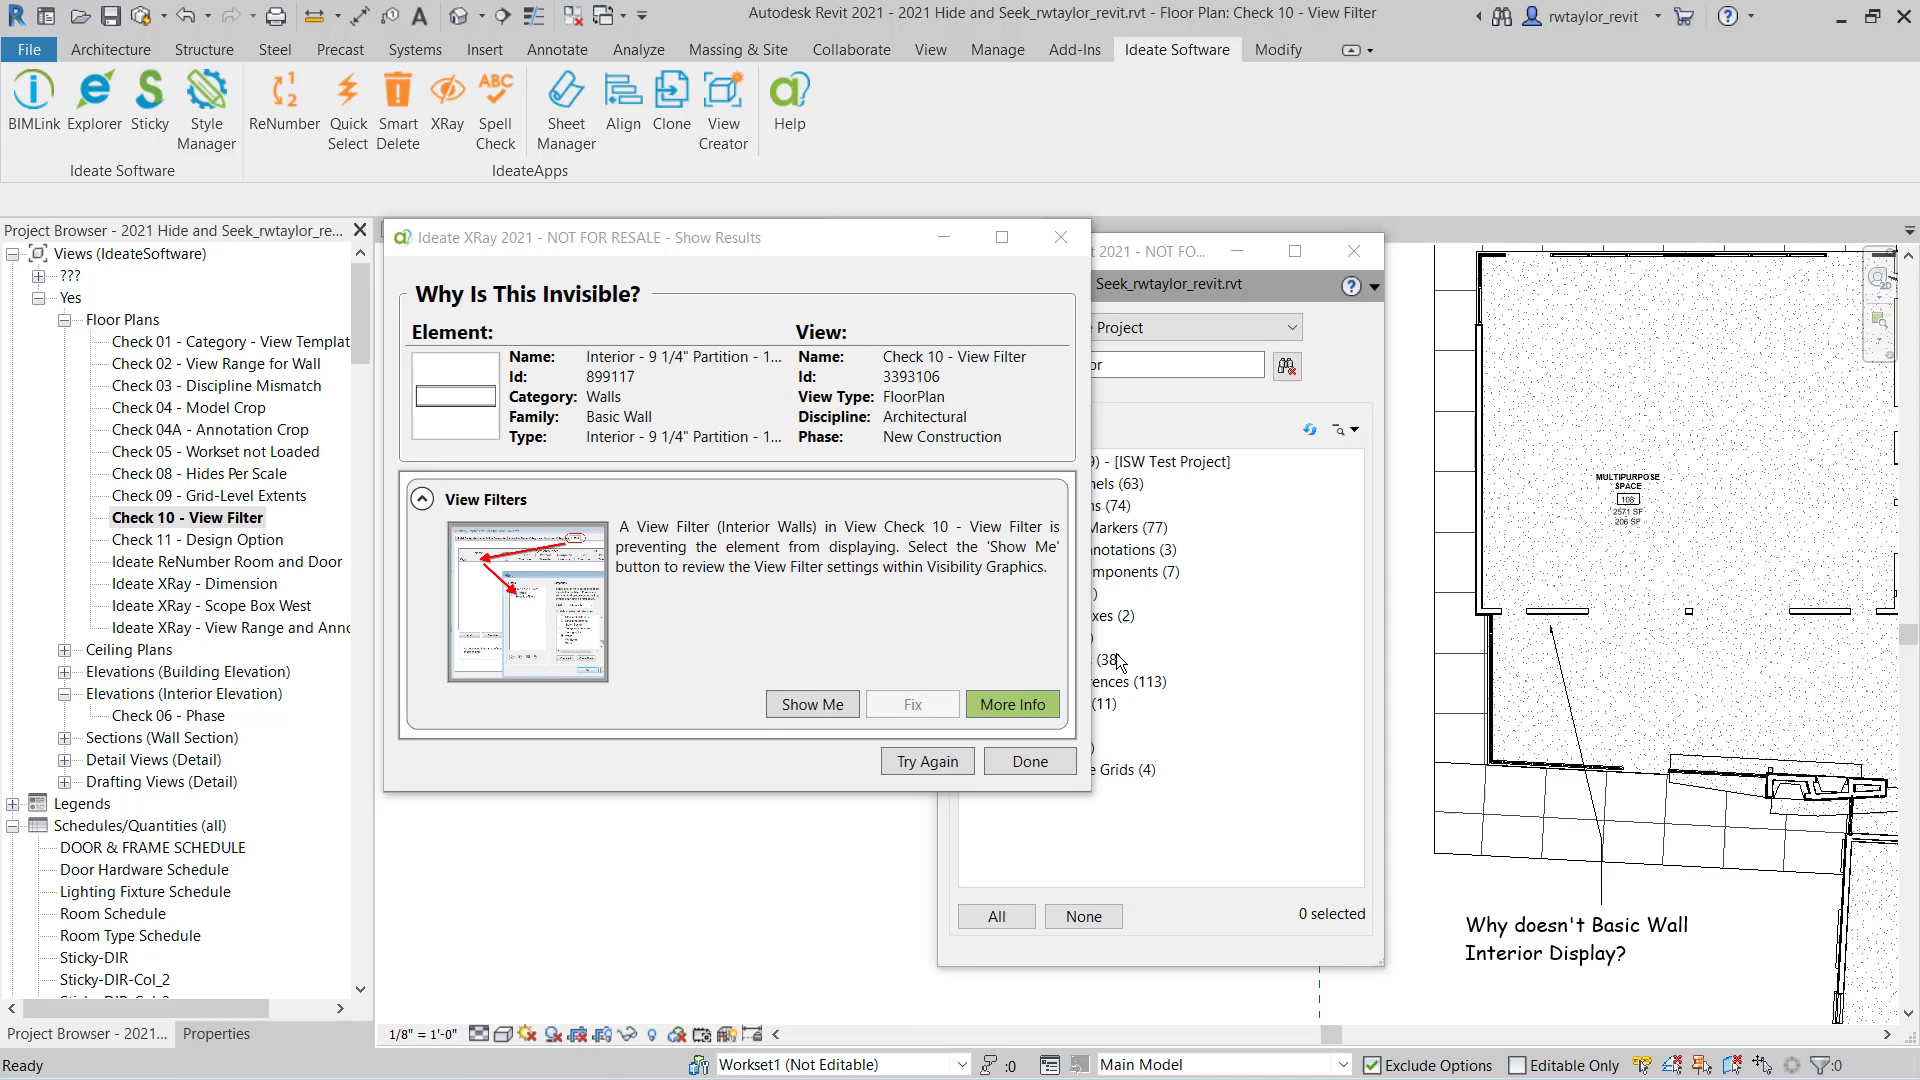 Autodesk Revit 2021 - 2021 Hide and Seek_rwtaylor_revit.rvt - Floor Plan: Check 10 - View Filter
rwtaylor_revit
File
Architecture
Structure
Steel
Precast
Systems
Insert
Annotate
Analyze
Massing & Site
Collaborate
View
Manage
Add-Ins
Ideate Software
Modify
BIMLink
Explorer
Sticky
Style
Manager
ReNumber
Quick
Select
Smart
Delete
XRay
ABC
Spell
Check
Sheet
Manager
Align
Clone
View
Creator
Help
Ideate Software
IdeateApps
Project Browser - 2021 Hide and Seek_rwtaylor_re...
Views (IdeateSoftware)
???
Yes
Floor Plans
Check 01 - Category - View Templat
Check 02 - View Range for Wall
Check 03 - Discipline Mismatch
Check 04 - Model Crop
Check 04A - Annotation Crop
Check 05 - Workset not Loaded
Check 08 - Hides Per Scale
Check 09 - Grid-Level Extents
Check 10 - View Filter
Check 11 - Design Option
Ideate ReNumber Room and Door
Ideate XRay - Dimension
Ideate XRay - Scope Box West
Ideate XRay - View Range and Anno
Ceiling Plans
Elevations (Building Elevation)
Elevations (Interior Elevation)
Check 06 - Phase
Sections (Wall Section)
Detail Views (Detail)
Drafting Views (Detail)
Legends
Schedules/Quantities (all)
DOOR & FRAME SCHEDULE
Door Hardware Schedule
Lighting Fixture Schedule
Room Schedule
Room Type Schedule
Sticky-DIR
Sticky-DIR-Col_2
Project Browser - 2021...
Properties
Ideate XRay 2021 - NOT FOR RESALE - Show Results
Why Is This Invisible?
Element:
Name: Interior - 9 1/4" Partition - 1...
Id: 899117
Category: Walls
Family: Basic Wall
Type: Interior - 9 1/4" Partition - 1...
View:
Name: Check 10 - View Filter
Id: 3393106
View Type: FloorPlan
Discipline: Architectural
Phase: New Construction
View Filters
A View Filter (Interior Walls) in View Check 10 - View Filter is
preventing the element from displaying. Select the 'Show Me'
button to review the View Filter settings within Visibility Graphics.
Show Me
Fix
More Info
Try Again
Done
t 2021 - NOT FO...
Seek_rwtaylor_revit.rvt
Project
or
9) - [ISW Test Project]
nels (63)
ns (74)
Markers (77)
notations (3)
mponents (7)
)
xes (2)
)
(38
ences (113)
(11)
)
e Grids (4)
All
None
0 selected
MULTIPURPOSE
SPACE
108
2571 SF
206 SF
Why doesn't Basic Wall
Interior Display?
1/8" = 1'-0"
Ready
Workset1 (Not Editable)
:0
Main Model
Exclude Options
Editable Only
:0